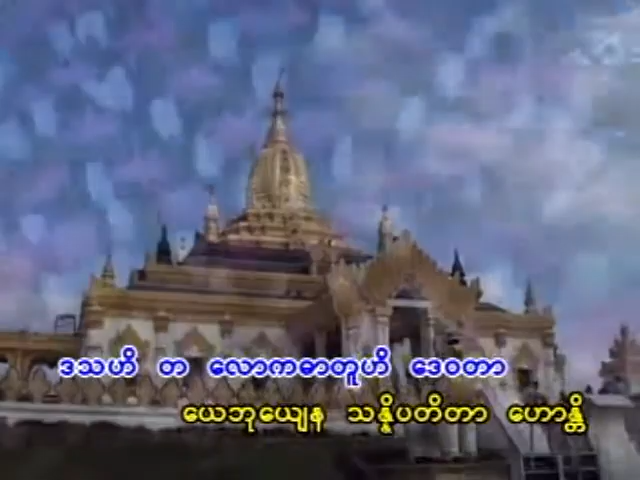 ဒသဟိ တ လောကဓာတူဟိ ဒေဝတာ
ယေဘုယျေန သန္နိပတိတာ ဟောန္တိ